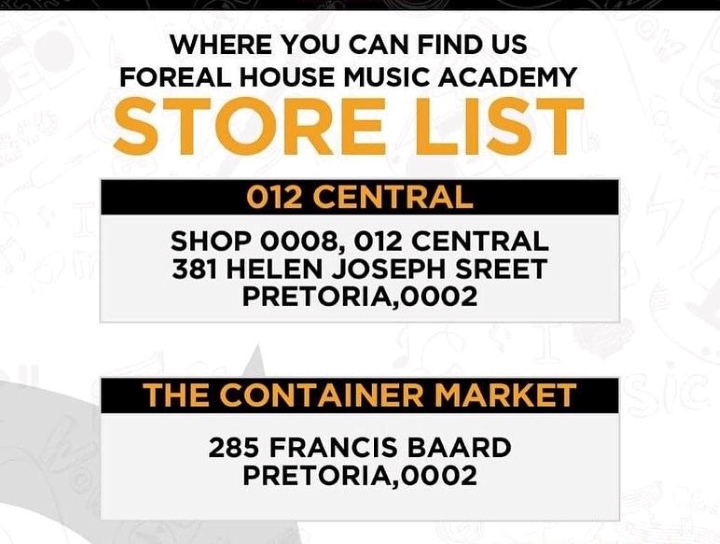 WHERE YOU CAN FIND US
FOREAL HOUSE MUSIC ACADEMY
STORE LIST
012 CENTRAL
SHOP 0008, 012 CENTRAL
381 HELEN JOSEPH SREET
PRETORIA,0002
THE CONTAINER MARKET
285 FRANCIS BAARD
PRETORIA,0002